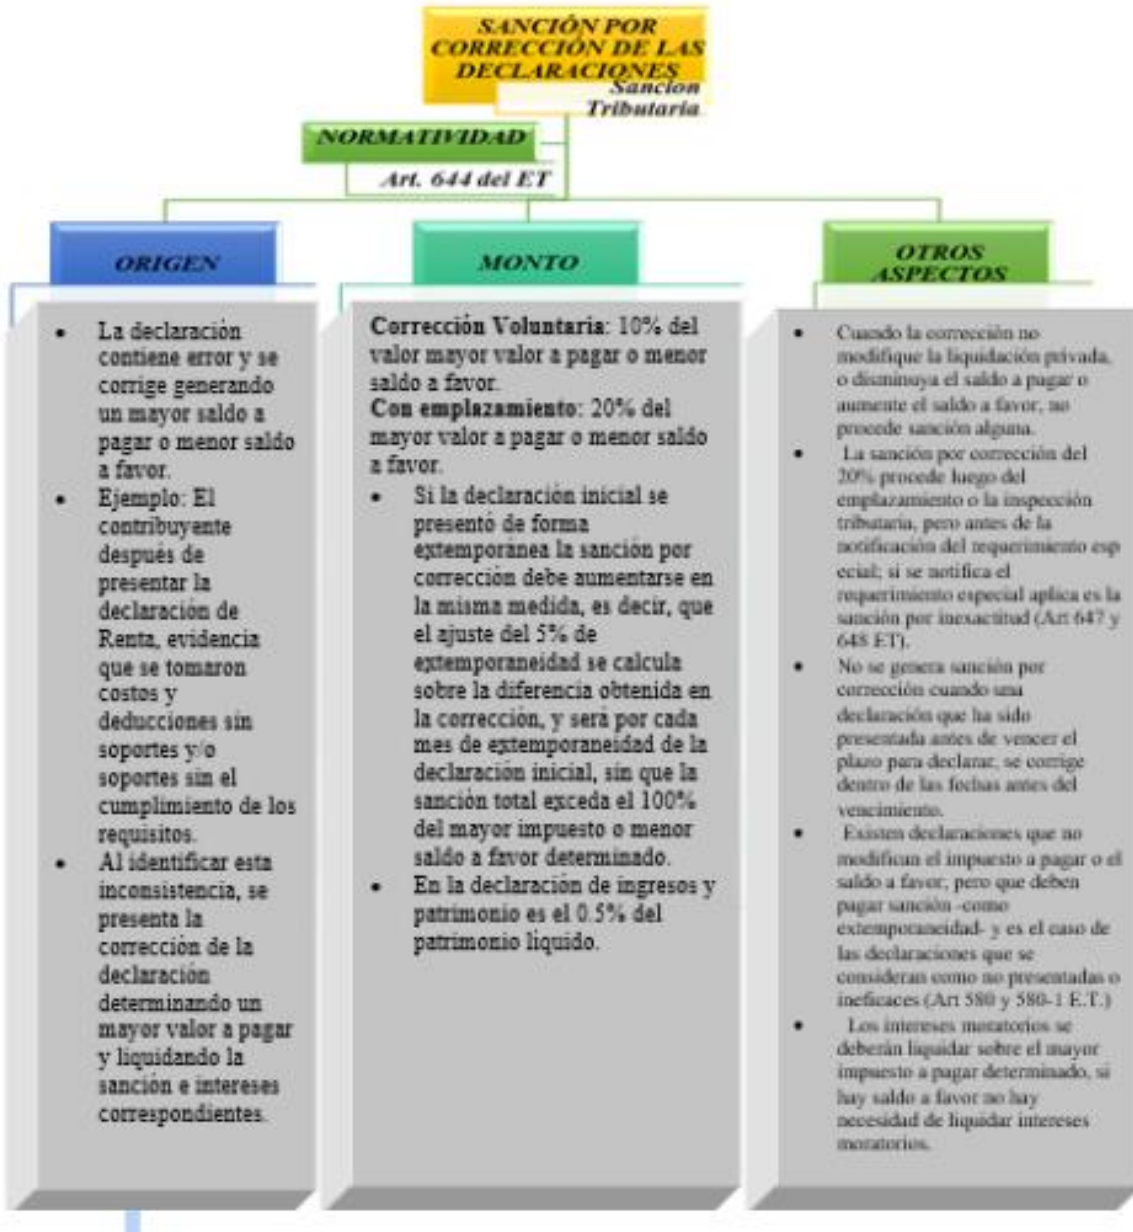 SANCIÓN POR
CORRECCIÓN DE LAS
DECLARACIONES
Sancion
Tributaria
NORMATIVIDAD
Art. 644 del ET
ORIGEN
• La declaración
contiene error y se
corrige generando
un mayor saldo a
pagar o menor saldo
a favor.
• Ejemplo: El
contribuyente
después de
presentar la
declaración de
Renta, evidencia
que se tomaron
costos y
deducciones sin
soportes y/o
soportes sin el
cumplimiento de los
requisitos.
• Al identificar esta
inconsistencia, se
presenta la
corrección de la
declaración
determinando un
mayor valor a pagar
y liquidando la
sanción e intereses
correspondientes.
MONTO
Corrección Voluntaria: 10% del
valor mayor valor a pagar o menor
saldo a favor.
Con emplazamiento: 20% del
mayor valor a pagar o menor saldo
a favor.
• Si la declaración inicial se
presentó de forma
extemporánea la sanción por
corrección debe aumentarse en
la misma medida, es decir, que
el ajuste del 5% de
extemporaneidad se calcula
sobre la diferencia obtenida en
la corrección, y será por cada
mes de extemporaneidad de la
declaración inicial, sin que la
sanción total exceda el 100%
del mayor impuesto o menor
saldo a favor determinado.
• En la declaración de ingresos y
patrimonio es el 0.5% del
patrimonio líquido.
OTROS
ASPECTOS
• Cuando la corrección no
modifique la liquidación privada,
o disminuya el saldo a pagar o
aumente el saldo a favor, no
procede sanción alguna.
• La sanción por corrección del
20% procede luego del
emplazamiento o la inspección
tributaria, pero antes de la
notificación del requerimiento esp
ecial; si se notifica el
requerimiento especial aplica es la
sanción por inexactitud (Art 647 y
648 ET).
• No se genera sanción por
corrección cuando una
declaración que ha sido
presentada antes de vencer el
plazo para declarar, se corrige
dentro de las fechas antes del
vencimiento.
• Existen declaraciones que no
modifican el impuesto a pagar o el
saldo a favor, pero que deben
pagar sanción -como
extemporaneidad- y es el caso de
las declaraciones que se
consideran como no presentadas o
ineficaces (Art 580 y 580-1 E.T.)
• Los intereses moratorios se
deberán liquidar sobre el mayor
impuesto a pagar determinado, si
hay saldo a favor no hay
necesidad de liquidar intereses
moratorios.